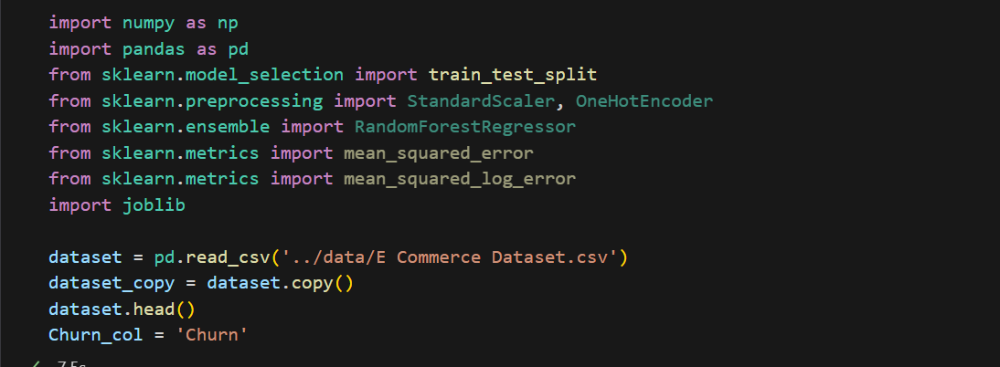 import numpy as np
import pandas as pd
from sklearn.model_selection import train_test_split
from sklearn.preprocessing import StandardScaler, OneHotEncoder
from sklearn.ensemble import RandomForestRegressor
from sklearn.metrics import mean_squared_error
from sklearn.metrics import mean_squared_log_error
import joblib
dataset = pd.read_csv('../data/E Commerce Dataset.csv')
dataset_copy = dataset.copy()
dataset.head()
Churn_col = 'Churn'